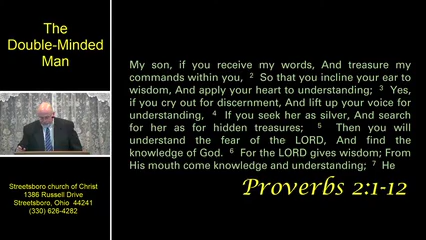 The
Double-Minded
Man
Streetsboro church of Christ
1386 Russell Drive
Streetsboro, Ohio  44241
(330) 626-4282
My son, if you receive my words, And treasure my
commands within you,  2  So that you incline your ear to
wisdom, And apply your heart to understanding;  3  Yes,
if you cry out for discernment, And lift up your voice for
understanding,  4  If you seek her as silver, And search
for her as for hidden treasures;  5  Then you will
understand the fear of the LORD, And find the
knowledge of God.  6  For the LORD gives wisdom; From
His mouth come knowledge and understanding;  7  He
Proverbs 2:1-12